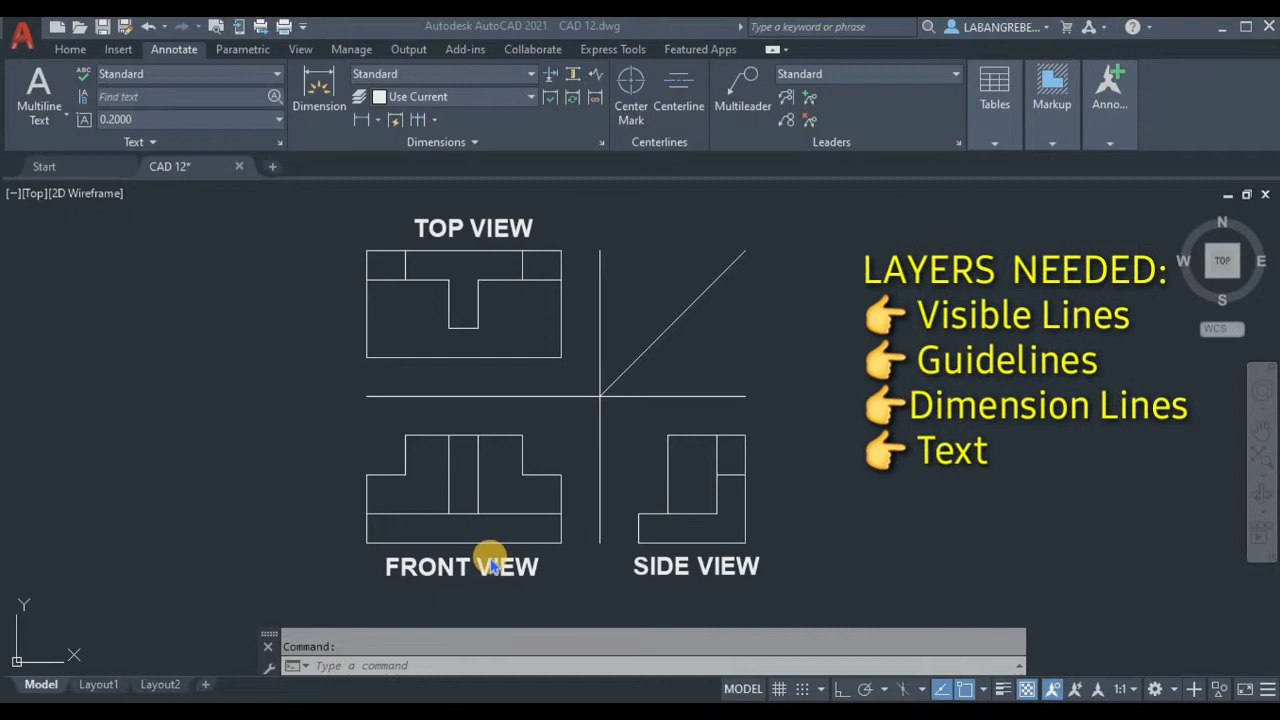 Autodesk AutoCAD 2021 CAD 12.dwg
Type a keyword or phrase
LABANGREBE...
Home Insert Annotate Parametric View Manage Output Add-ins Collaborate Express Tools Featured Apps
A
Multiline
Text
ABC
Standard
Find text
0.2000
Text
Dimension
Standard
Use Current
Dimensions
Center
Mark
Centerline
Centerlines
Multileader
Standard
Leaders
Tables
Markup
Anno...
Start
CAD 12*
[−][Top][2D Wireframe]
TOP VIEW
LAYERS NEEDED:
Visible Lines
Guidelines
Dimension Lines
Text
N
W TOP E
S
WCS
FRONT VIEW
SIDE VIEW
Y
X
Command:
Type a command
Model Layout1 Layout2 +
MODEL
1:1